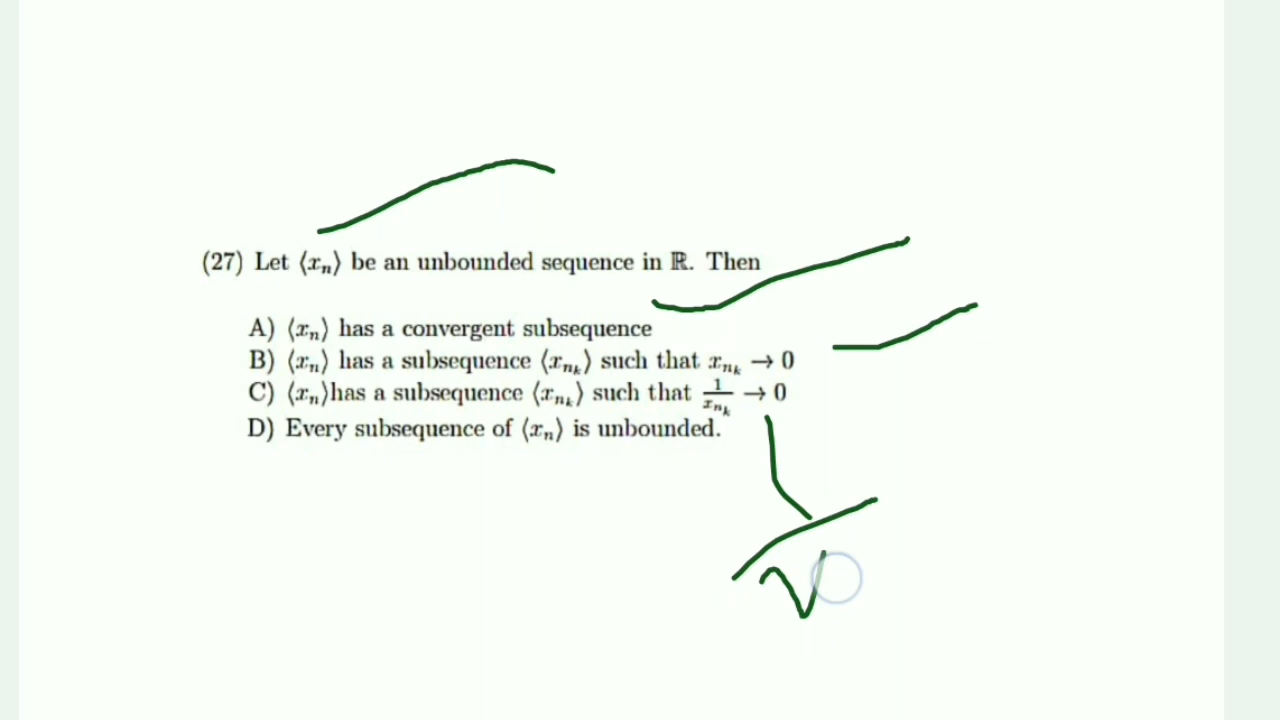 (27) Let ⟨xₙ⟩ be an unbounded sequence in ℝ. Then
A) ⟨xₙ⟩ has a convergent subsequence
B) ⟨xₙ⟩ has a subsequence ⟨xₙₖ⟩ such that xₙₖ → 0
C) ⟨xₙ⟩has a subsequence ⟨xₙₖ⟩ such that 1/xₙₖ → 0
D) Every subsequence of ⟨xₙ⟩ is unbounded.